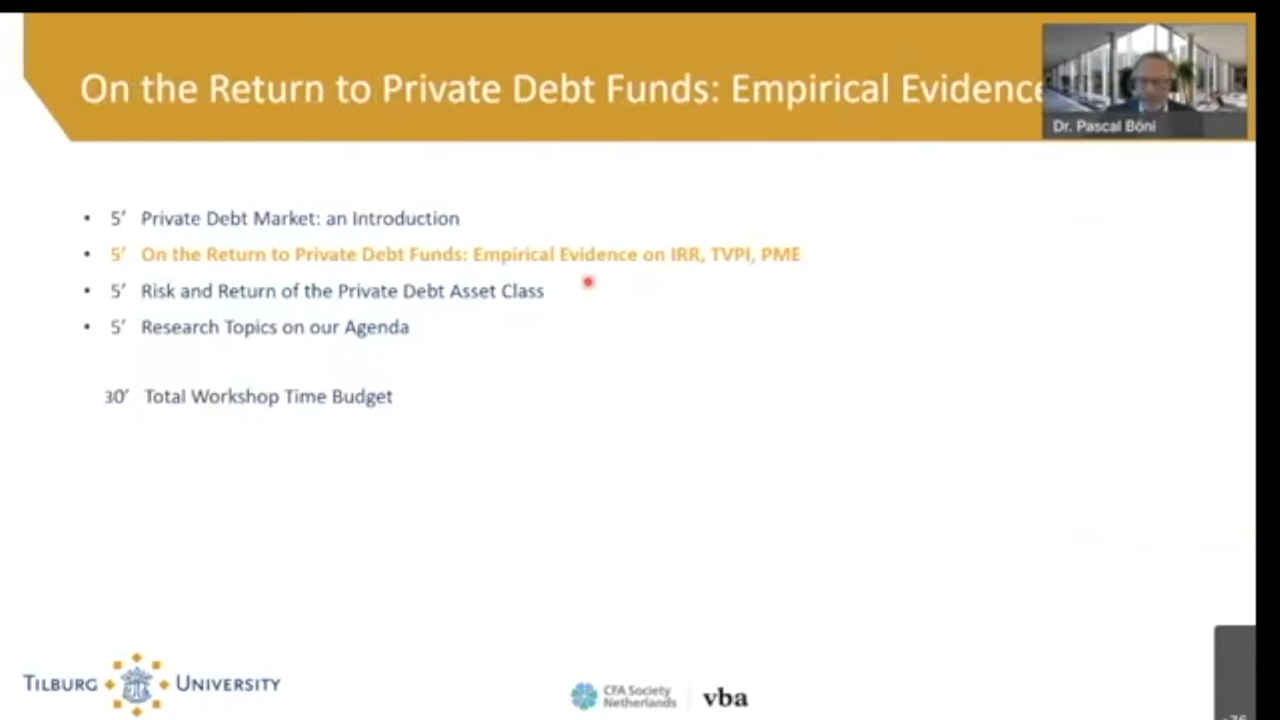 On the Return to Private Debt Funds: Empirical Evidence
Dr. Pascal Böni
• 5’ Private Debt Market: an Introduction
• 5’ On the Return to Private Debt Funds: Empirical Evidence on IRR, TVPI, PME
• 5’ Risk and Return of the Private Debt Asset Class
• 5’ Research Topics on our Agenda
30’ Total Workshop Time Budget
TILBURG UNIVERSITY
CFA Society
Netherlands
vba